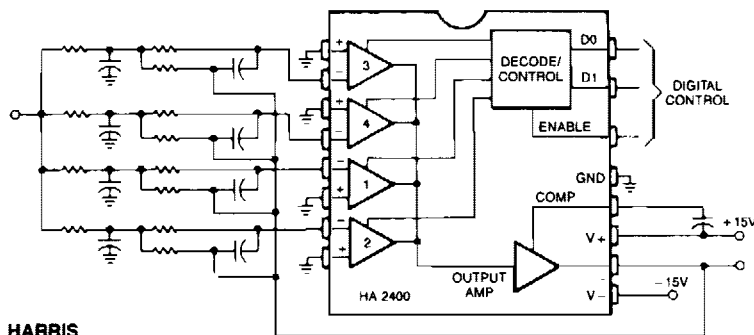 +
-
3
+
-
4
-
+
1
-
+
2
DECODE/
CONTROL
D0
D1
ENABLE
DIGITAL
CONTROL
GND
COMP
+15V
V+
OUTPUT
AMP
HA 2400
V-
-15V
HARRIS